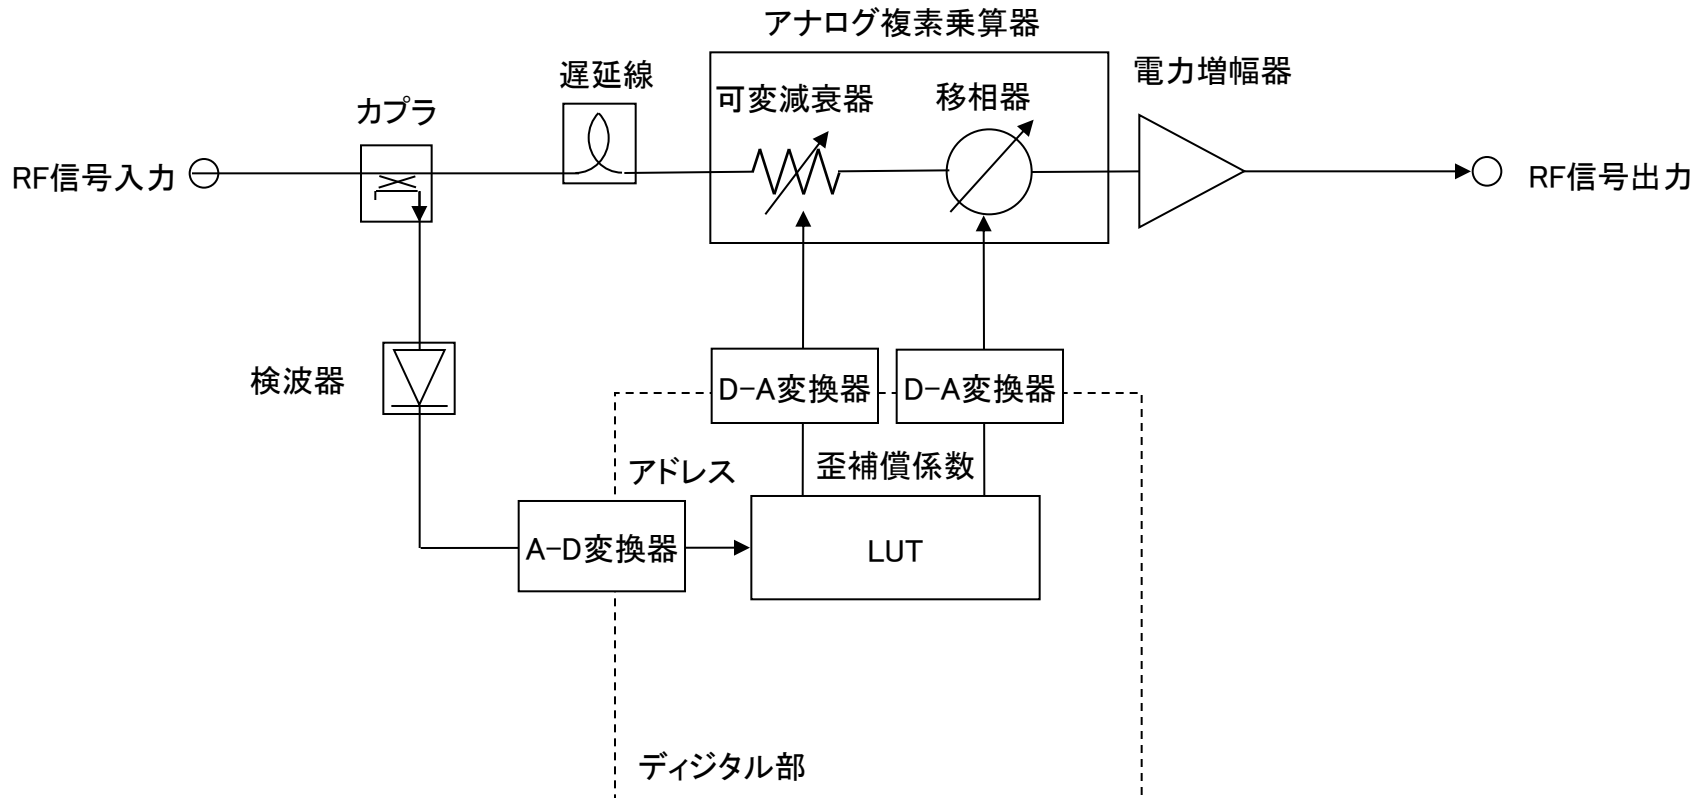 アナログ複素乗算器
遅延線
電力増幅器
カプラ
可変減衰器
移相器
RF信号入力
RF信号出力
検波器
D-A変換器
D-A変換器
アドレス
歪補償係数
A-D変換器
LUT
ディジタル部